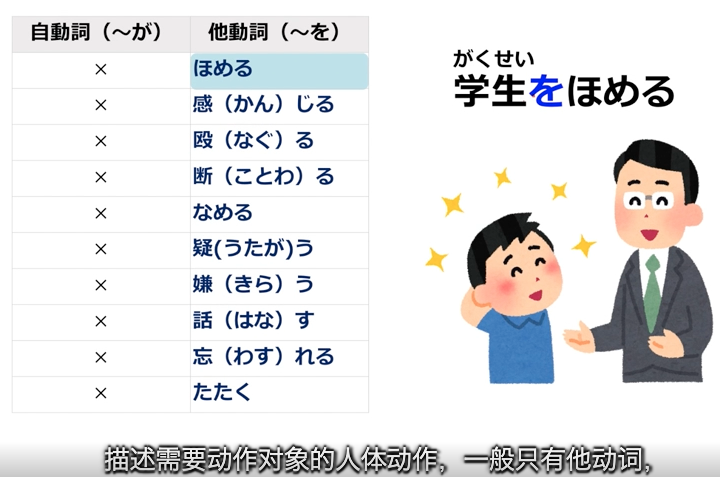 自動詞（〜が） 他動詞（〜を）
× ほめる
× 感（かん）じる
× 殴（なぐ）る
× 断（ことわ）る
× なめる
× 疑(うたが)う
× 嫌（きら）う
× 話（はな）す
× 忘（わす）れる
× たたく
がくせい
学生をほめる
描述需要动作对象的人体动作，一般只有他动词，